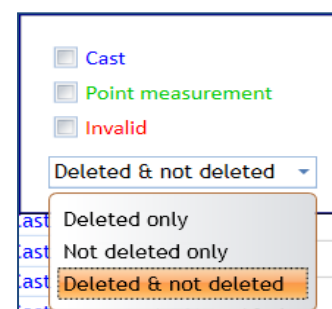 Cast
Point measurement
Invalid
Deleted & not deleted
Deleted only
Not deleted only
Deleted & not deleted